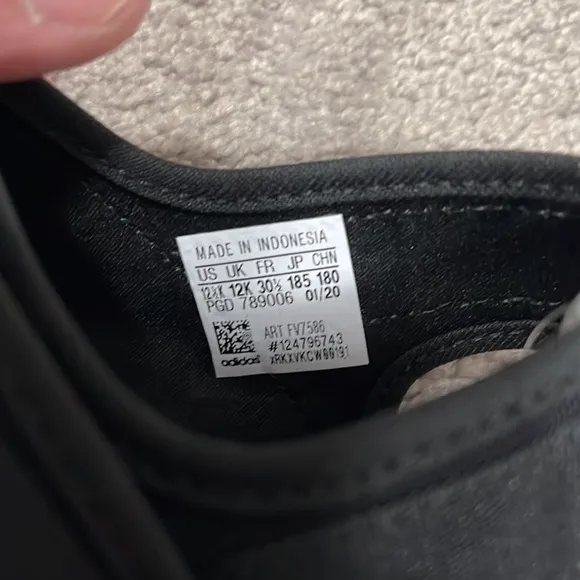 MADE IN INDONESIA
US UK FR JP CHN
12½K 12K 30½ 185 180
PGD 789006 01/20
ART FV7586
#124796743
adidas